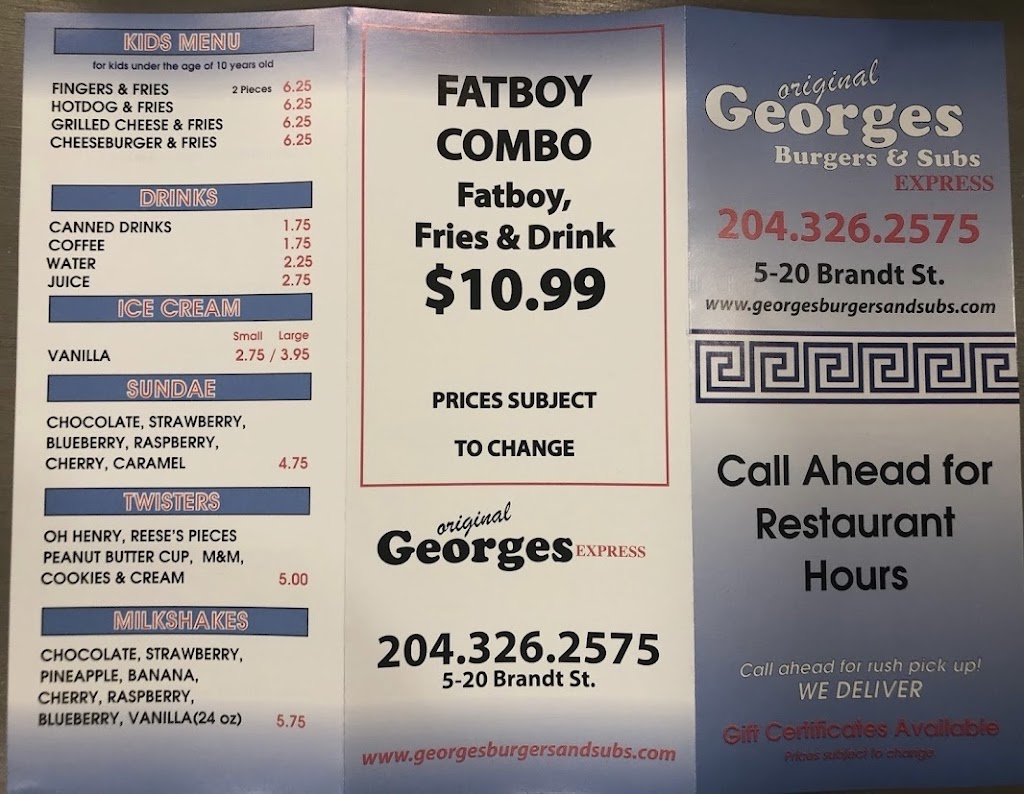 KIDS MENU
for kids under the age of 10 years old
FINGERS & FRIES 2 Pieces 6.25
HOTDOG & FRIES 6.25
GRILLED CHEESE & FRIES 6.25
CHEESEBURGER & FRIES 6.25
DRINKS
CANNED DRINKS 1.75
COFFEE 1.75
WATER 2.25
JUICE 2.75
ICE CREAM
Small Large
VANILLA 2.75 / 3.95
SUNDAE
CHOCOLATE, STRAWBERRY,
BLUEBERRY, RASPBERRY,
CHERRY, CARAMEL 4.75
TWISTERS
OH HENRY, REESE'S PIECES
PEANUT BUTTER CUP, M&M,
COOKIES & CREAM 5.00
MILKSHAKES
CHOCOLATE, STRAWBERRY,
PINEAPPLE, BANANA,
CHERRY, RASPBERRY,
BLUEBERRY, VANILLA(24 oz) 5.75
FATBOY
COMBO
Fatboy,
Fries & Drink
$10.99
PRICES SUBJECT
TO CHANGE
original
Georges EXPRESS
204.326.2575
5-20 Brandt St.
www.georgesburgersandsubs.com
original
Georges
Burgers & Subs
EXPRESS
204.326.2575
5-20 Brandt St.
www.georgesburgersandsubs.com
Call Ahead for
Restaurant
Hours
Call ahead for rush pick up!
WE DELIVER
Gift Certificates Available
Prices subject to change.